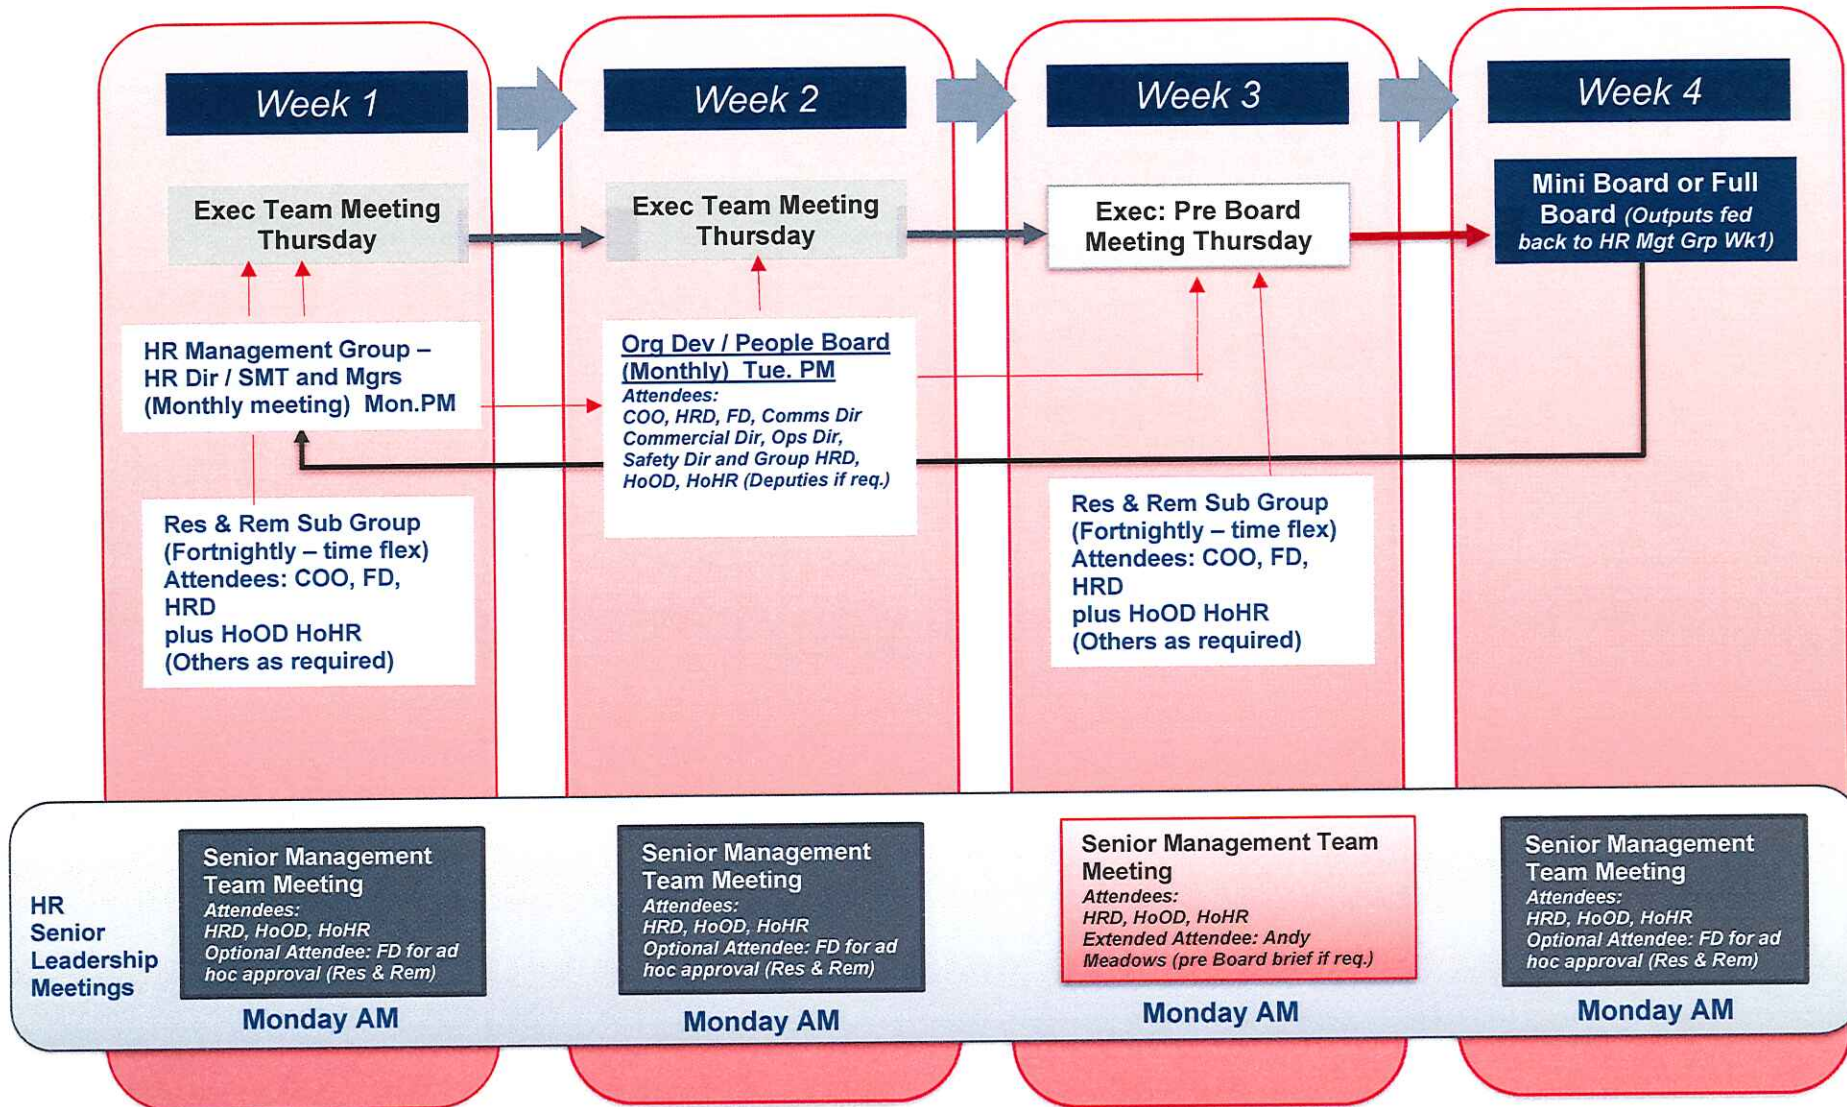 Week 1
Week 2
Week 3
Week 4
Exec Team Meeting
Thursday
Exec Team Meeting
Thursday
Exec: Pre Board
Meeting Thursday
Mini Board or Full
Board (Outputs fed
back to HR Mgt Grp Wk1)
HR Management Group –
HR Dir / SMT and Mgrs
(Monthly meeting) Mon.PM
Org Dev / People Board
(Monthly) Tue. PM
Attendees:
COO, HRD, FD, Comms Dir
Commercial Dir, Ops Dir,
Safety Dir and Group HRD,
HoOD, HoHR (Deputies if req.)
Res & Rem Sub Group
(Fortnightly – time flex)
Attendees: COO, FD,
HRD
plus HoOD HoHR
(Others as required)
Res & Rem Sub Group
(Fortnightly – time flex)
Attendees: COO, FD,
HRD
plus HoOD HoHR
(Others as required)
HR
Senior
Leadership
Meetings
Senior Management
Team Meeting
Attendees:
HRD, HoOD, HoHR
Optional Attendee: FD for ad
hoc approval (Res & Rem)
Monday AM
Senior Management
Team Meeting
Attendees:
HRD, HoOD, HoHR
Optional Attendee: FD for ad
hoc approval (Res & Rem)
Monday AM
Senior Management Team
Meeting
Attendees:
HRD, HoOD, HoHR
Extended Attendee: Andy
Meadows (pre Board brief if req.)
Monday AM
Senior Management
Team Meeting
Attendees:
HRD, HoOD, HoHR
Optional Attendee: FD for ad
hoc approval (Res & Rem)
Monday AM